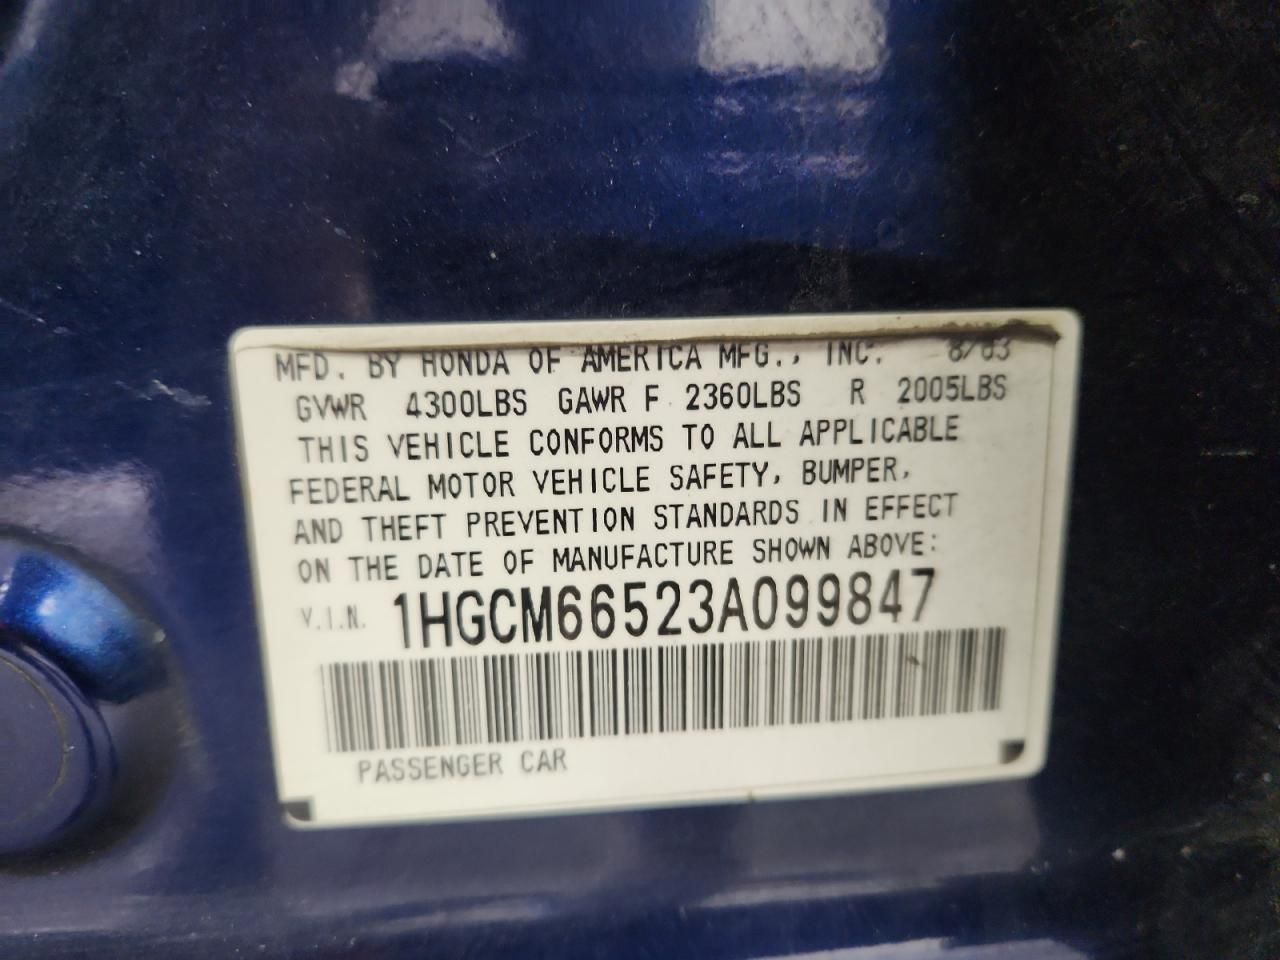 MFD. BY HONDA OF AMERICA MFG., INC. 8/03
GVWR 4300LBS GAWR F 2360LBS R 2005LBS
THIS VEHICLE CONFORMS TO ALL APPLICABLE
FEDERAL MOTOR VEHICLE SAFETY, BUMPER,
AND THEFT PREVENTION STANDARDS IN EFFECT
ON THE DATE OF MANUFACTURE SHOWN ABOVE:
V.I.N. 1HGCM66523A099847
PASSENGER CAR